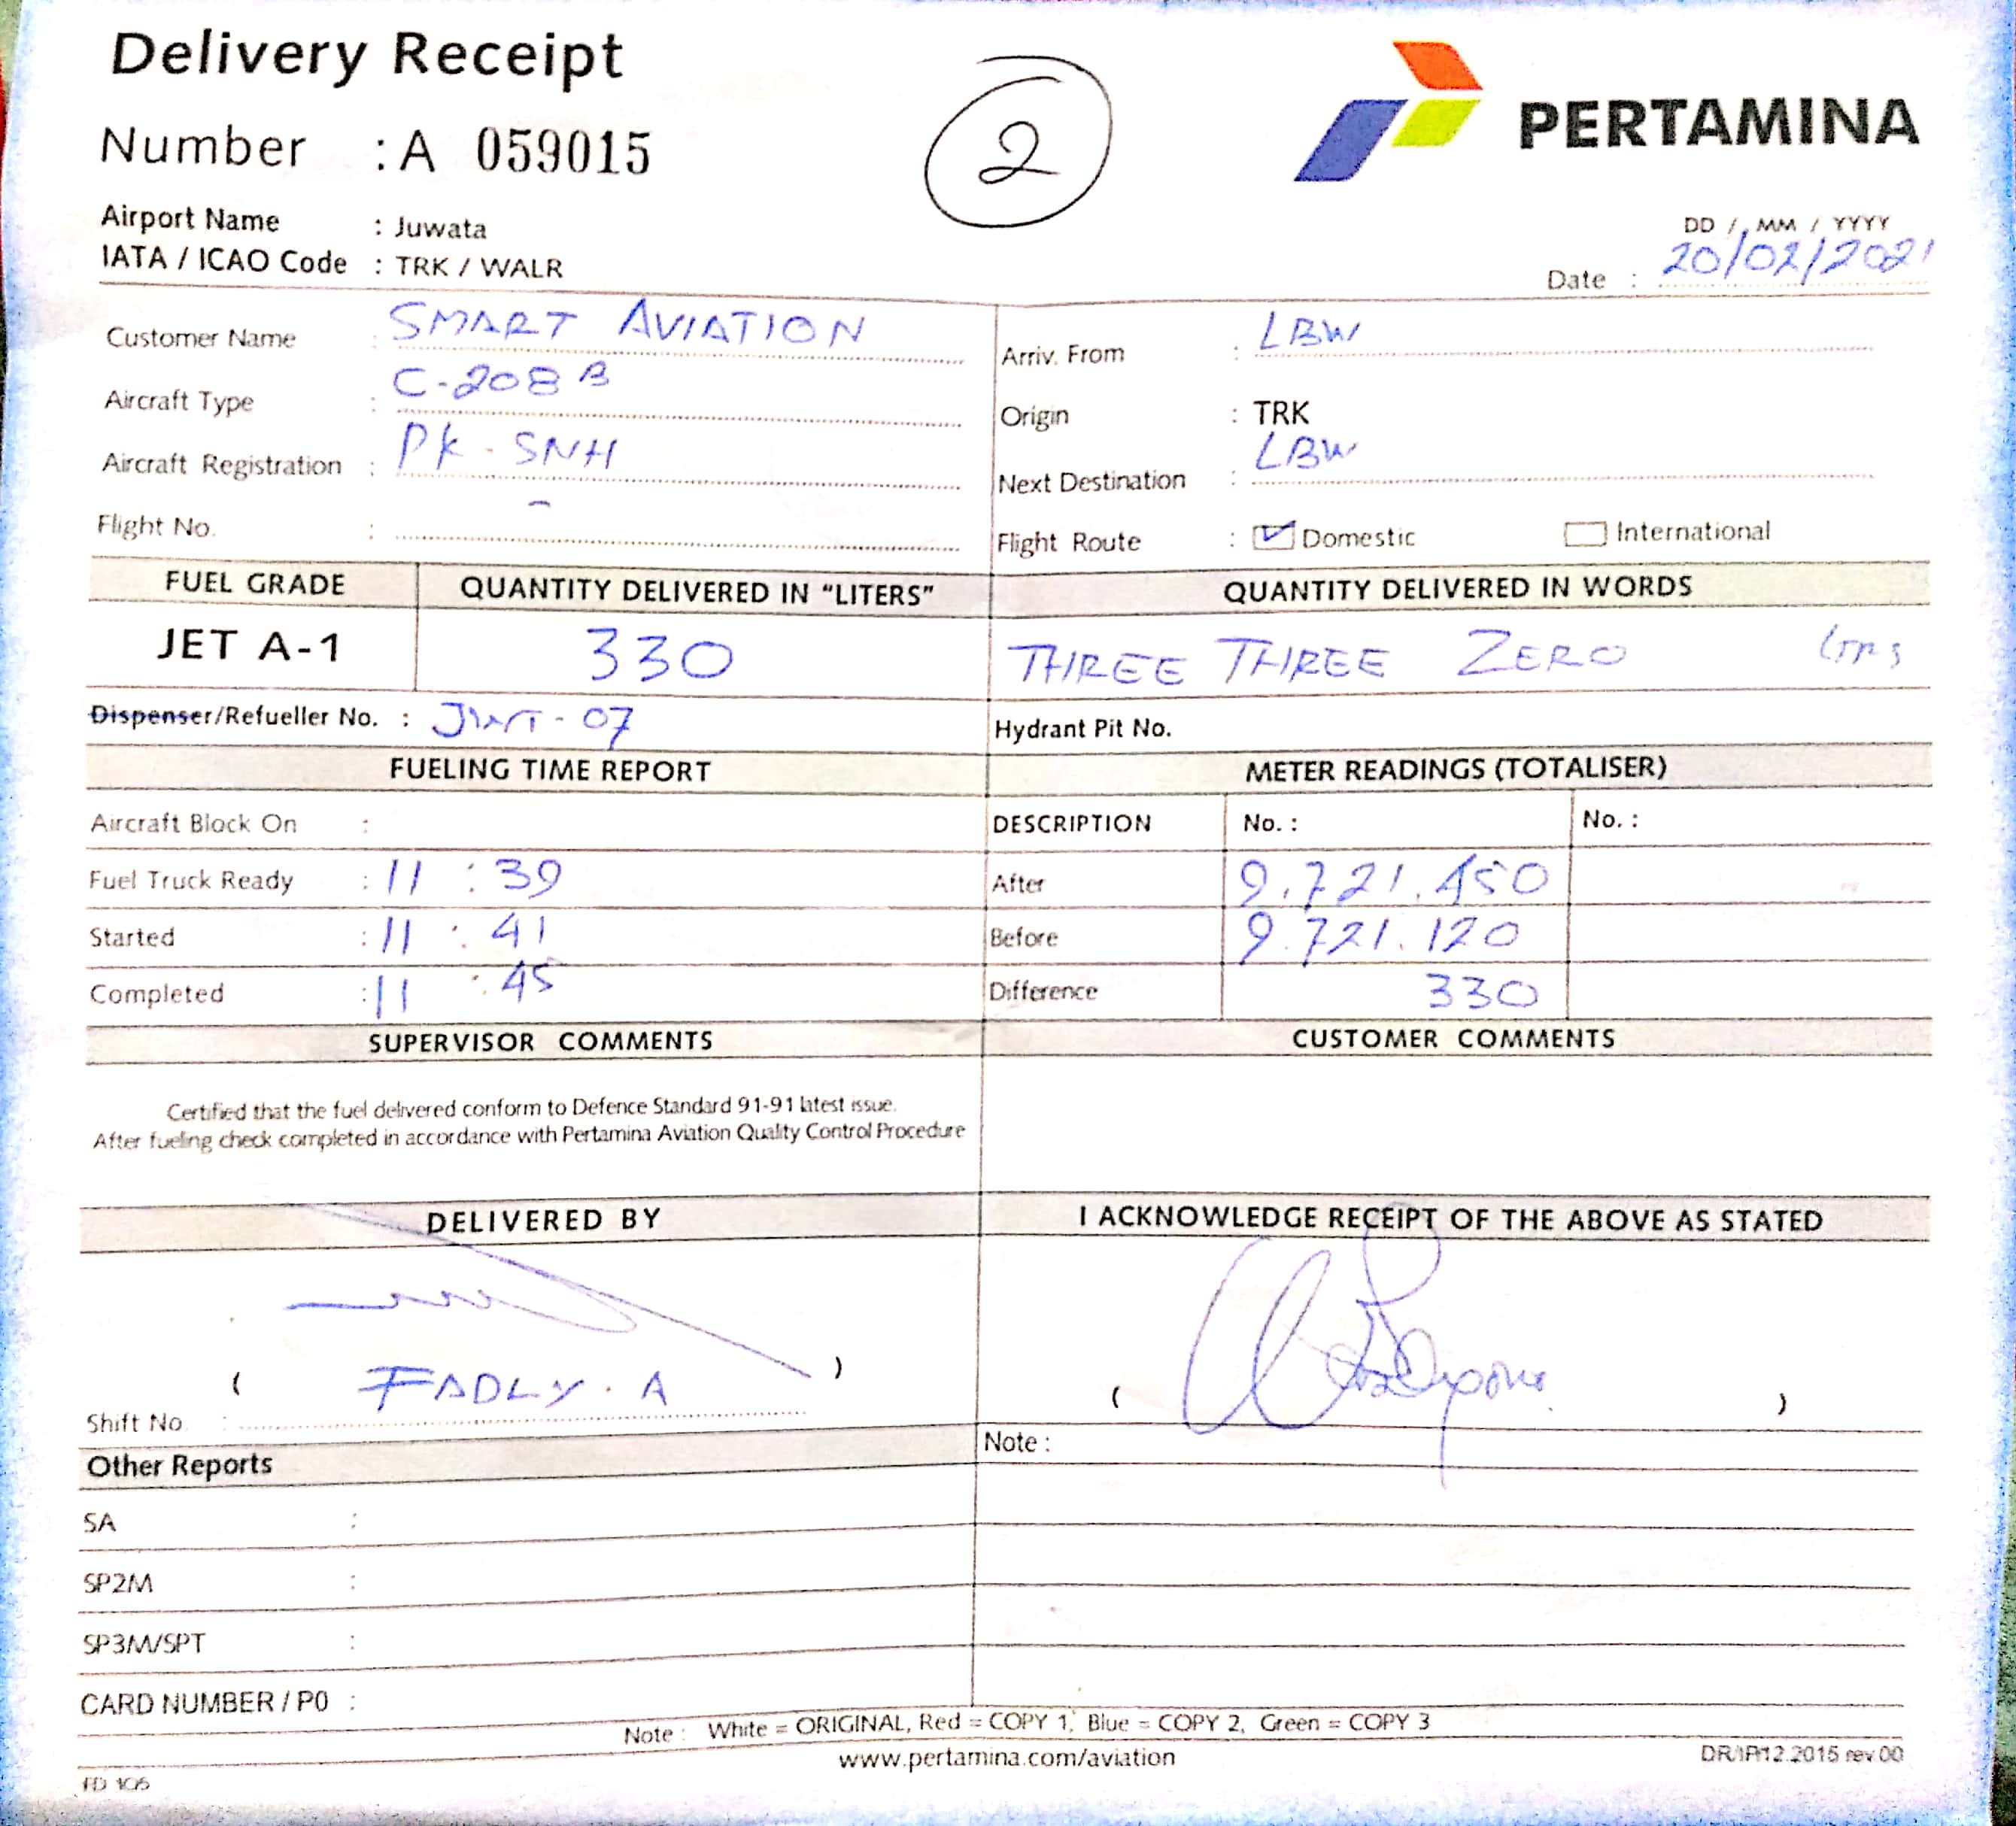 Delivery Receipt
2
PERTAMINA
Number : A 059015
Airport Name : Juwata
IATA / ICAO Code : TRK / WALR
DD / MM / YYYY
Date : 20/02/2021
Customer Name : SMART AVIATION
Arriv. From : LBW
Aircraft Type : C-208 B
Origin : TRK
Aircraft Registration : PK - SNH
Next Destination : LBW
Flight No. : -
Flight Route : Domestic International
FUEL GRADE QUANTITY DELIVERED IN "LITERS" QUANTITY DELIVERED IN WORDS
JET A-1 330 THREE THREE ZERO LTRS
Dispenser/Refueller No. : - 07
Hydrant Pit No.
FUELING TIME REPORT METER READINGS (TOTALISER)
Aircraft Block On :
DESCRIPTION No. : No. :
Fuel Truck Ready : 11 : 39
After 9.721.450
Started : 11 : 41
Before 9.721.120
Completed : 11 : 45
Difference 330
SUPERVISOR COMMENTS CUSTOMER COMMENTS
Certified that the fuel delivered conform to Defence Standard 91-91 latest issue.
After fueling check completed in accordance with Pertamina Aviation Quality Control Procedure
DELIVERED BY I ACKNOWLEDGE RECEIPT OF THE ABOVE AS STATED
( FADLY. A )
( )
Shift No. :
Note :
Other Reports
SA :
SP2M :
SP3M/SPT :
CARD NUMBER / P0 :
Note : White = ORIGINAL, Red = COPY 1, Blue = COPY 2, Green = COPY 3
www.pertamina.com/aviation
DR/IP/12.2015 rev.00
FD 106